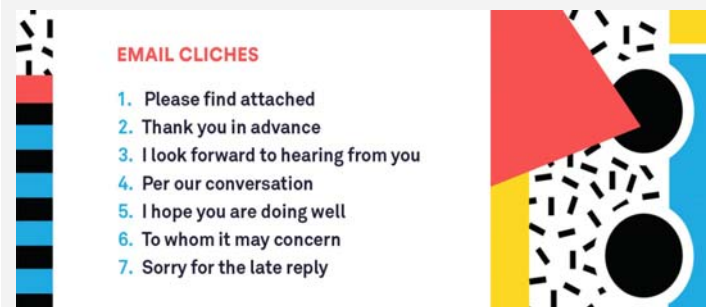 EMAIL CLICHES
1. Please find attached
2. Thank you in advance
3. I look forward to hearing from you
4. Per our conversation
5. I hope you are doing well
6. To whom it may concern
7. Sorry for the late reply